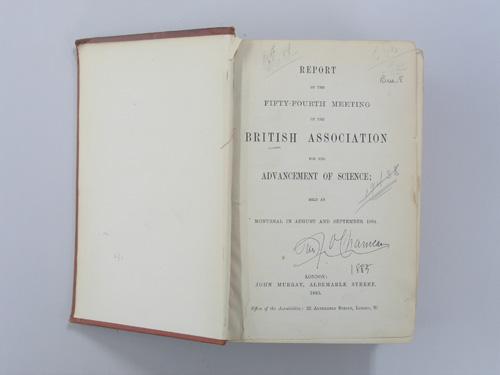 REPORT
OF THE
FIFTY-FOURTH MEETING
OF THE
BRITISH ASSOCIATION
FOR THE
ADVANCEMENT OF SCIENCE;
HELD AT
MONTREAL IN AUGUST AND SEPTEMBER 1884.
1885
LONDON:
JOHN MURRAY, ALBEMARLE STREET.
1885.
Office of the Association: 22 ALBEMARLE STREET, LONDON, W.